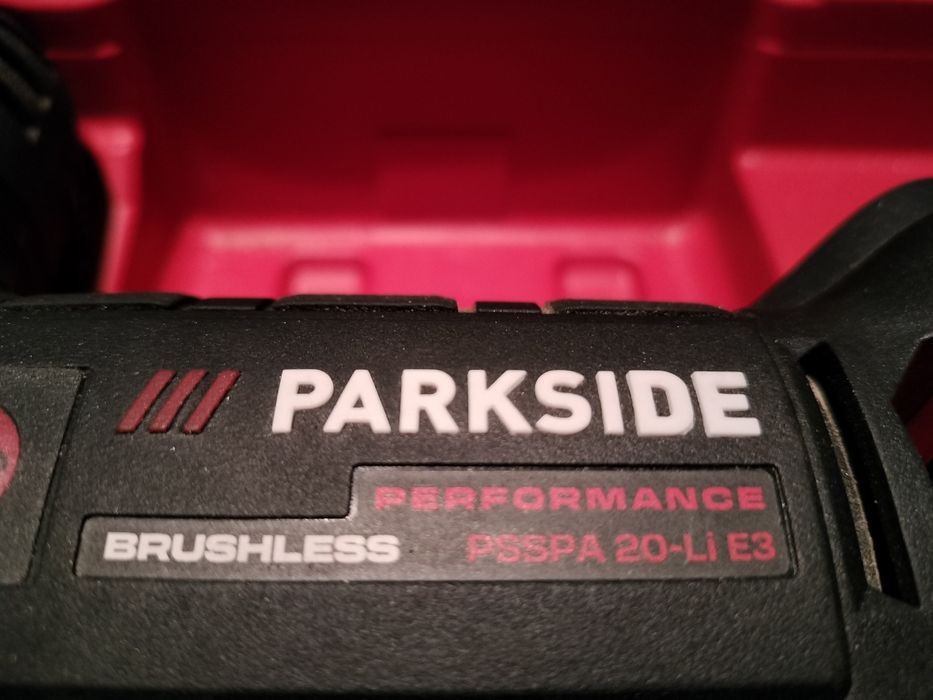 PARKSIDE
PERFORMANCE
BRUSHLESS PSSPA 20-Li E3